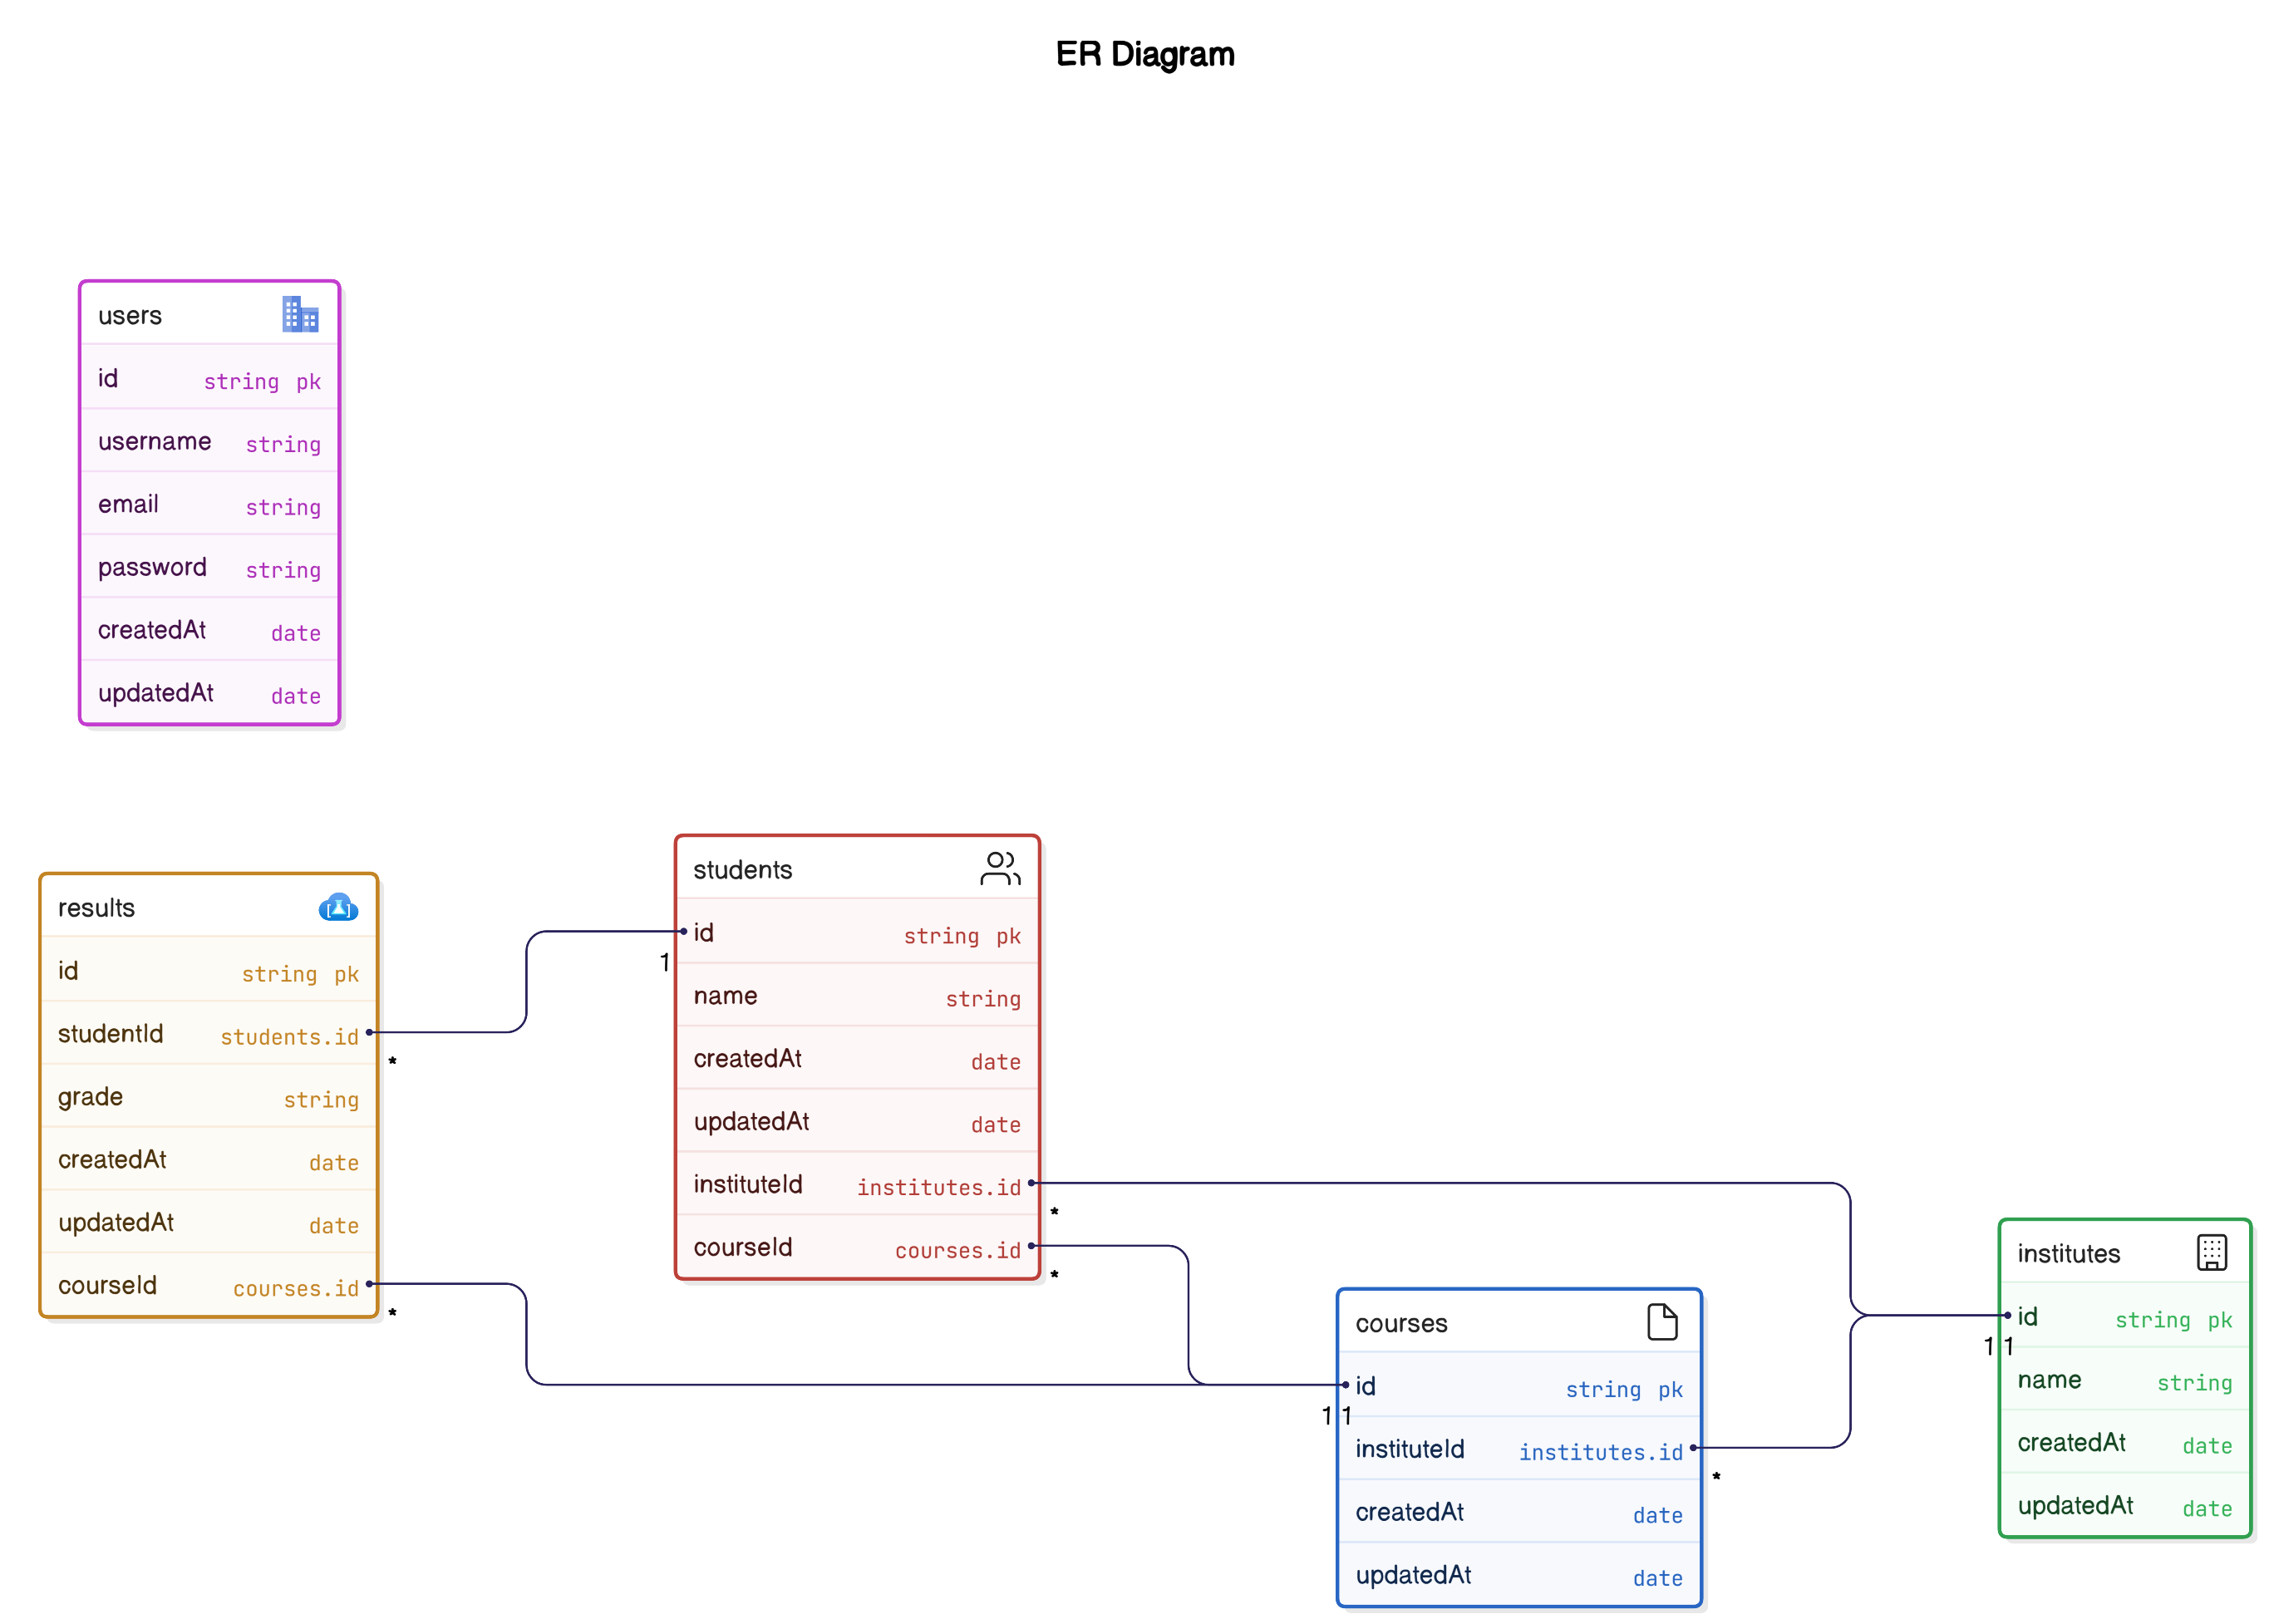 ER Diagram
users
id string pk
username string
email string
password string
createdAt date
updatedAt date
results
id string pk
studentId students.id
*
grade string
createdAt date
updatedAt date
courseId courses.id
*
students
id string pk
1
name string
createdAt date
updatedAt date
instituteId institutes.id
*
courseId courses.id
*
courses
id string pk
1 1
instituteId institutes.id
*
createdAt date
updatedAt date
institutes
id string pk
1 1
name string
createdAt date
updatedAt date